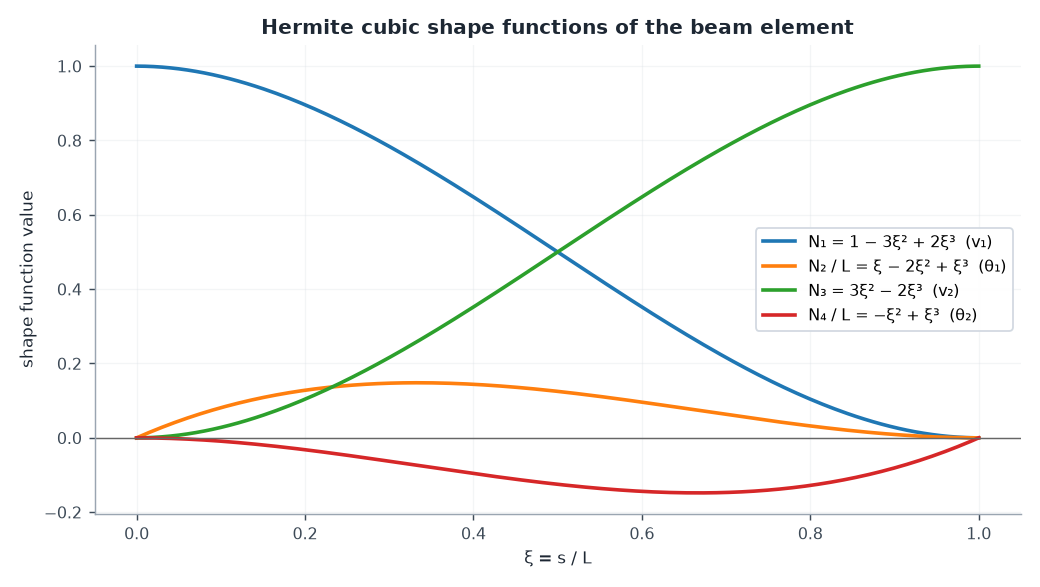 Hermite cubic shape functions of the beam element
shape function value
1.0
0.8
0.6
0.4
0.2
0.0
−0.2
N₁ = 1 − 3ξ² + 2ξ³ (v₁)
N₂ / L = ξ − 2ξ² + ξ³ (θ₁)
N₃ = 3ξ² − 2ξ³ (v₂)
N₄ / L = −ξ² + ξ³ (θ₂)
0.0 0.2 0.4 0.6 0.8 1.0
ξ = s / L